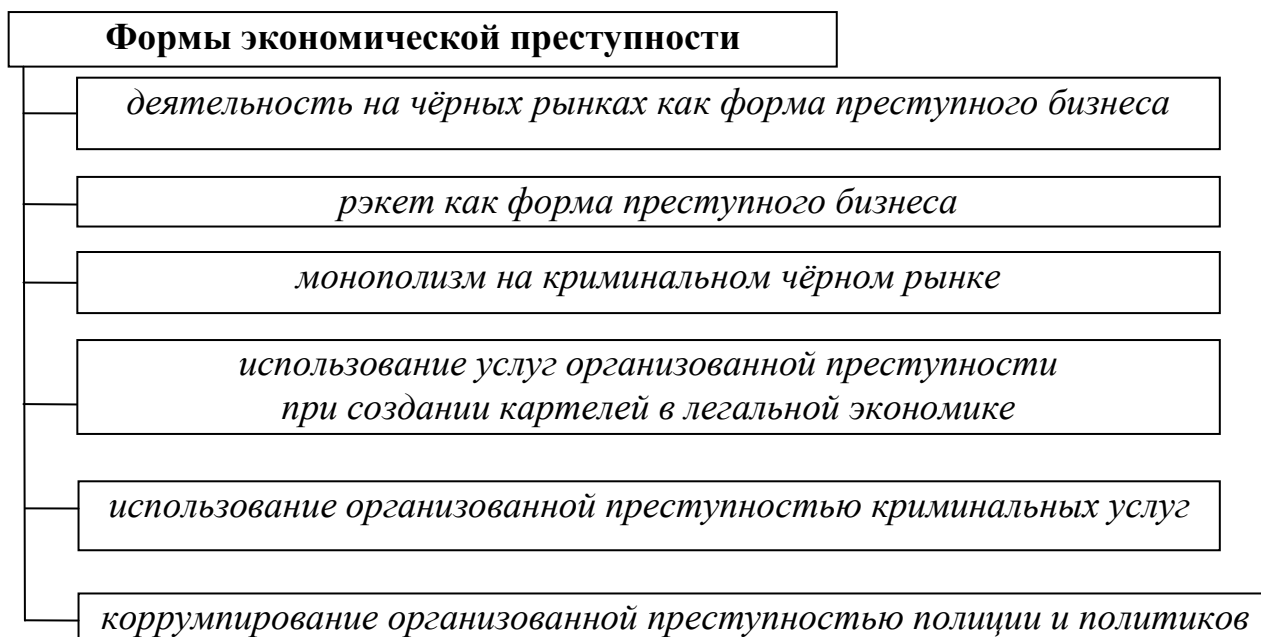 Формы экономической преступности
деятельность на чёрных рынках как форма преступного бизнеса
рэкет как форма преступного бизнеса
монополизм на криминальном чёрном рынке
использование услуг организованной преступности
при создании картелей в легальной экономике
использование организованной преступностью криминальных услуг
коррумпирование организованной преступностью полиции и политиков